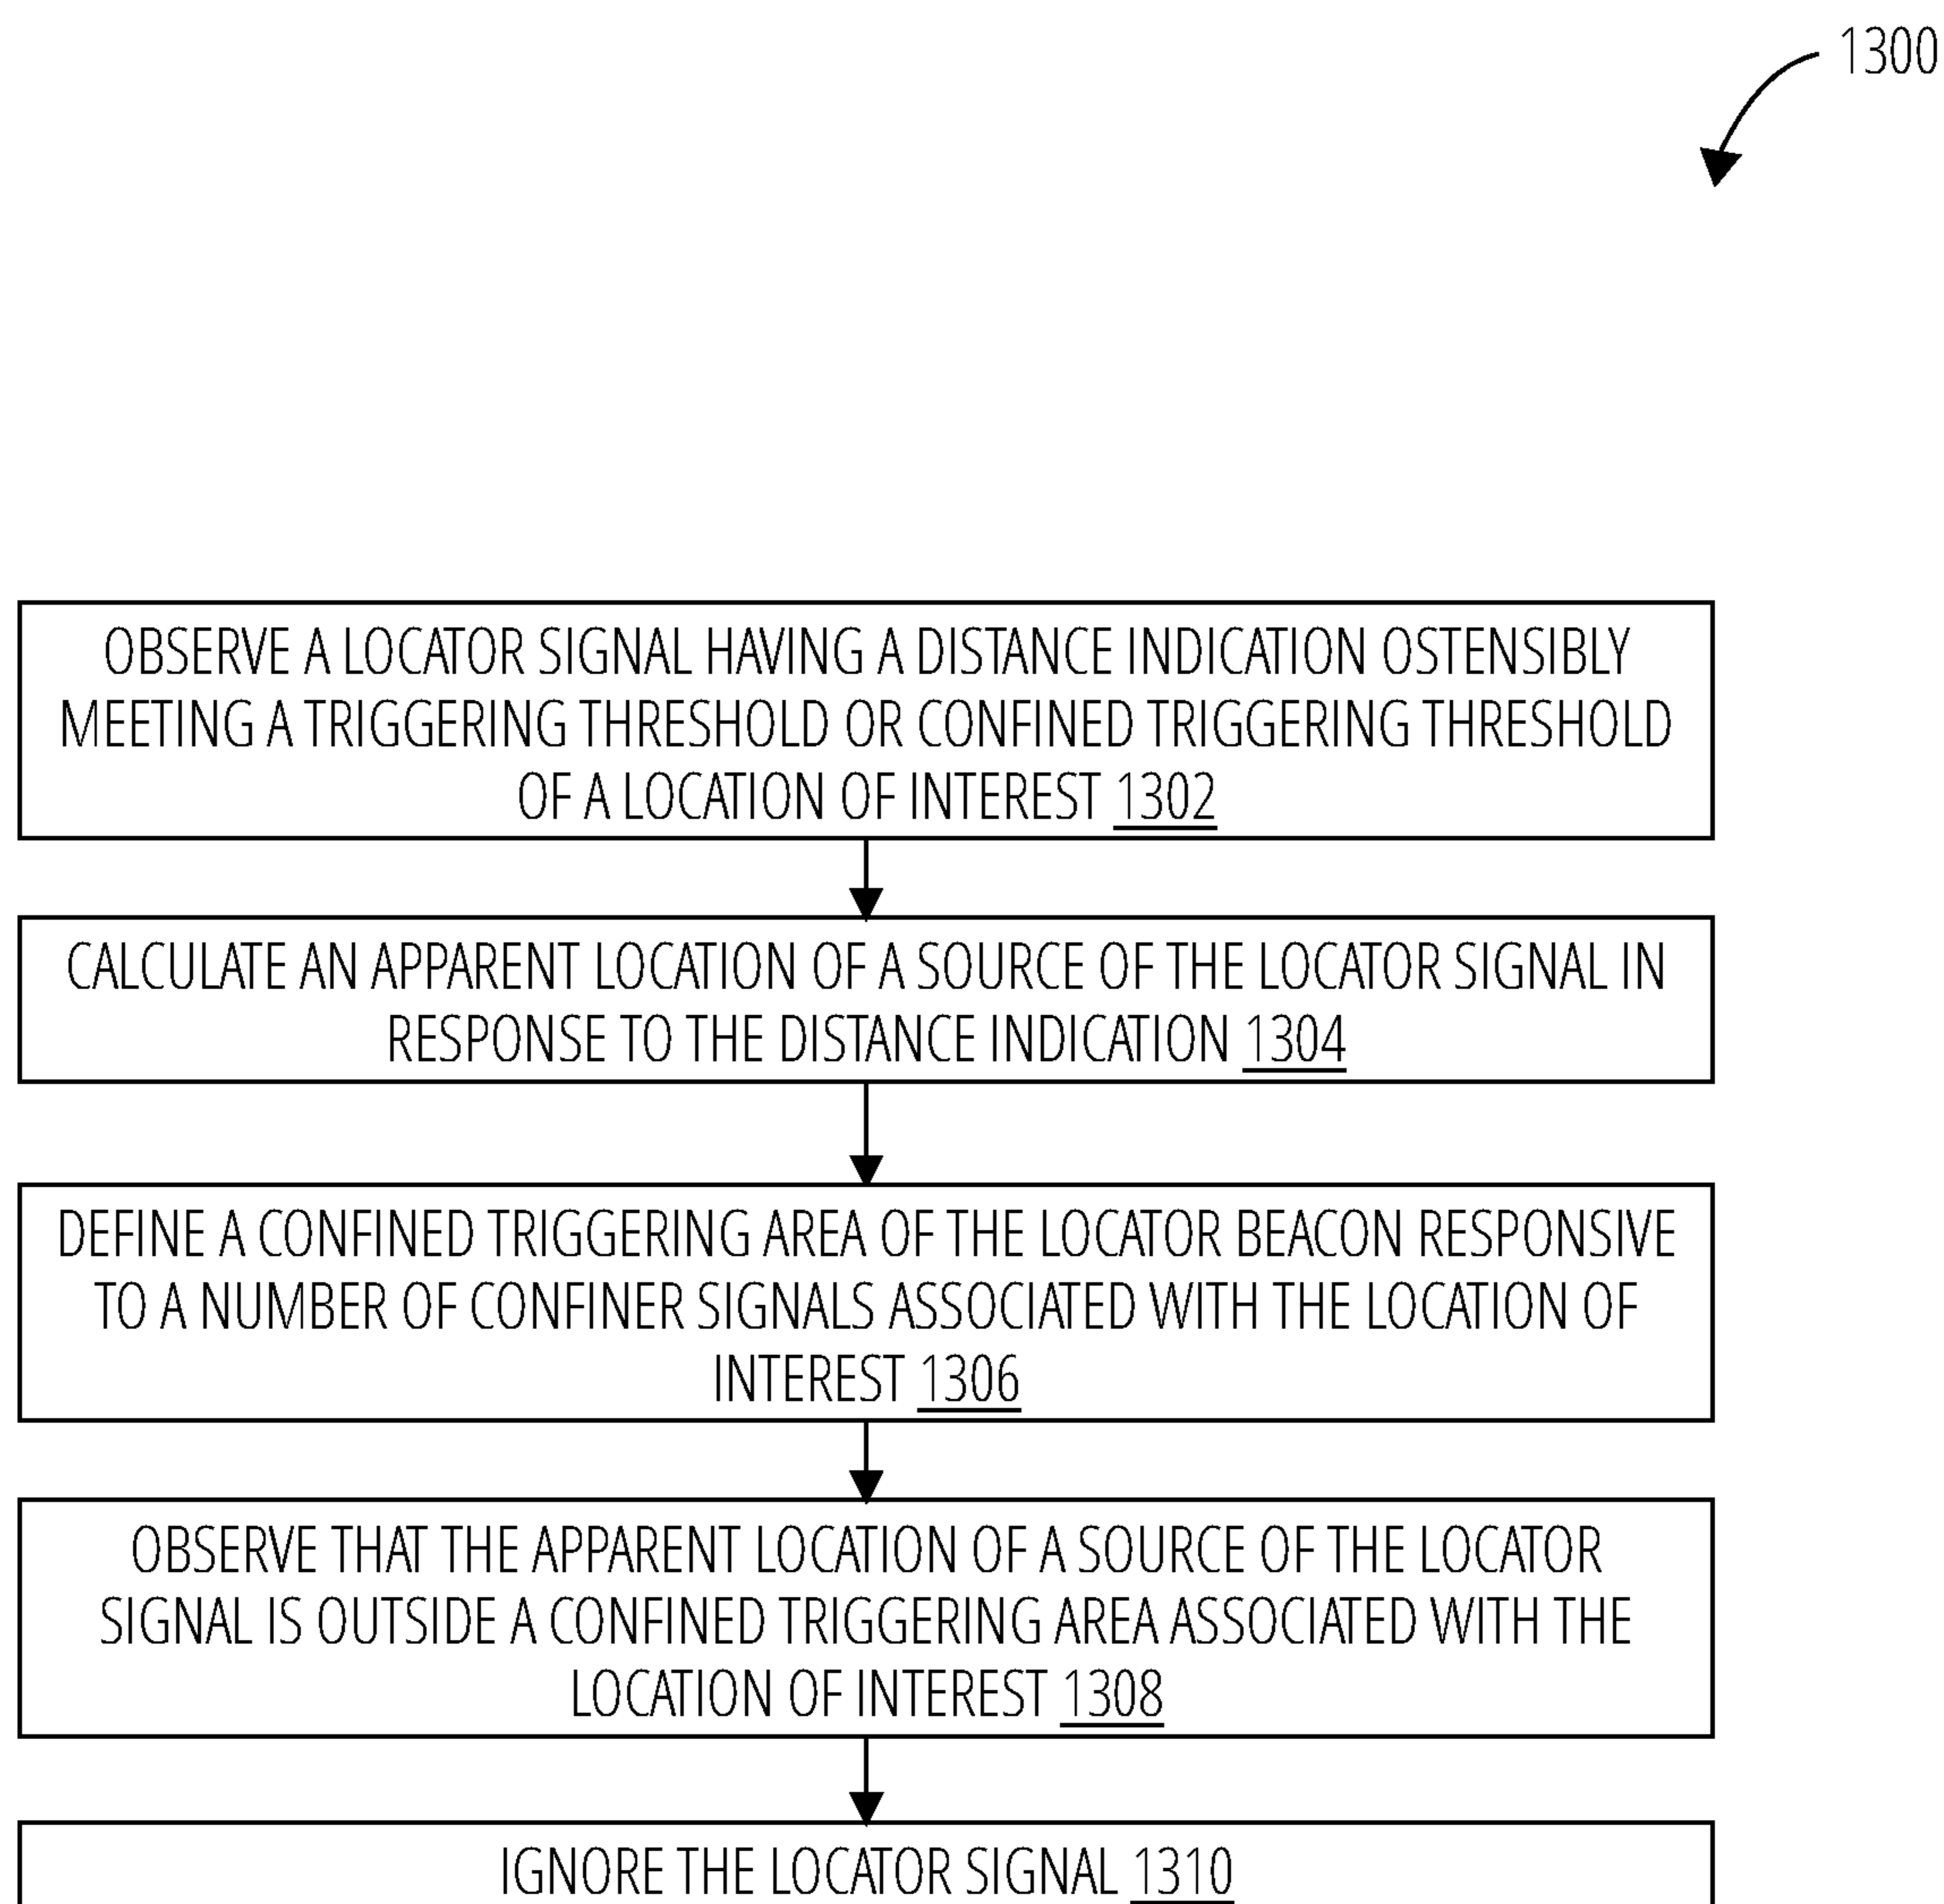 1300
OBSERVE A LOCATOR SIGNAL HAVING A DISTANCE INDICATION OSTENSIBLY
MEETING A TRIGGERING THRESHOLD OR CONFINED TRIGGERING THRESHOLD
OF A LOCATION OF INTEREST 1302
CALCULATE AN APPARENT LOCATION OF A SOURCE OF THE LOCATOR SIGNAL IN
RESPONSE TO THE DISTANCE INDICATION 1304
DEFINE A CONFINED TRIGGERING AREA OF THE LOCATOR BEACON RESPONSIVE
TO A NUMBER OF CONFINER SIGNALS ASSOCIATED WITH THE LOCATION OF
INTEREST 1306
OBSERVE THAT THE APPARENT LOCATION OF A SOURCE OF THE LOCATOR
SIGNAL IS OUTSIDE A CONFINED TRIGGERING AREA ASSOCIATED WITH THE
LOCATION OF INTEREST 1308
IGNORE THE LOCATOR SIGNAL 1310